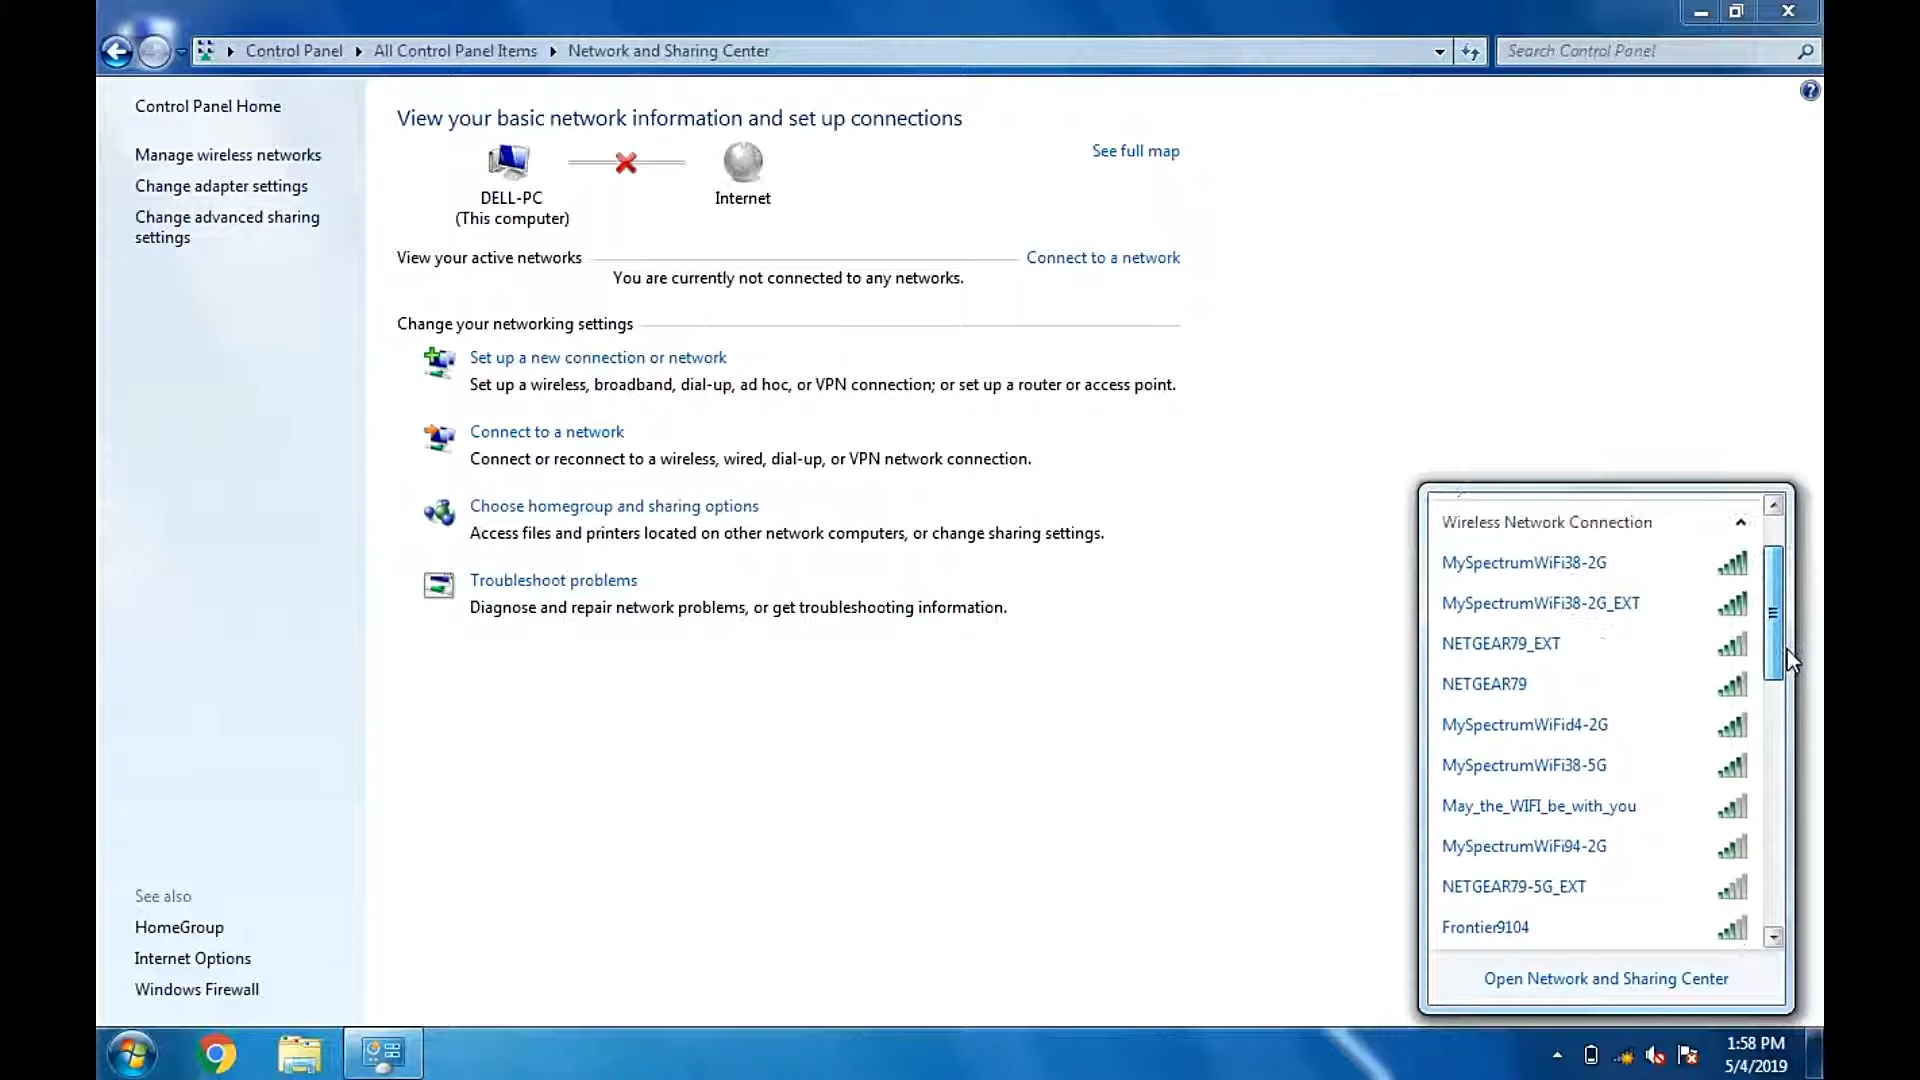 Control Panel
All Control Panel Items
Network and Sharing Center
Search Control Panel
Control Panel Home
Manage wireless networks
Change adapter settings
Change advanced sharing
settings
See also
HomeGroup
Internet Options
Windows Firewall
View your basic network information and set up connections
See full map
DELL-PC
(This computer)
Internet
View your active networks
Connect to a network
You are currently not connected to any networks.
Change your networking settings
Set up a new connection or network
Set up a wireless, broadband, dial-up, ad hoc, or VPN connection; or set up a router or access point.
Connect to a network
Connect or reconnect to a wireless, wired, dial-up, or VPN network connection.
Choose homegroup and sharing options
Access files and printers located on other network computers, or change sharing settings.
Troubleshoot problems
Diagnose and repair network problems, or get troubleshooting information.
Wireless Network Connection
MySpectrumWiFi38-2G
MySpectrumWiFi38-2G_EXT
NETGEAR79_EXT
NETGEAR79
MySpectrumWiFid4-2G
MySpectrumWiFi38-5G
May_the_WIFI_be_with_you
MySpectrumWiFi94-2G
NETGEAR79-5G_EXT
Frontier9104
Open Network and Sharing Center
1:58 PM
5/4/2019